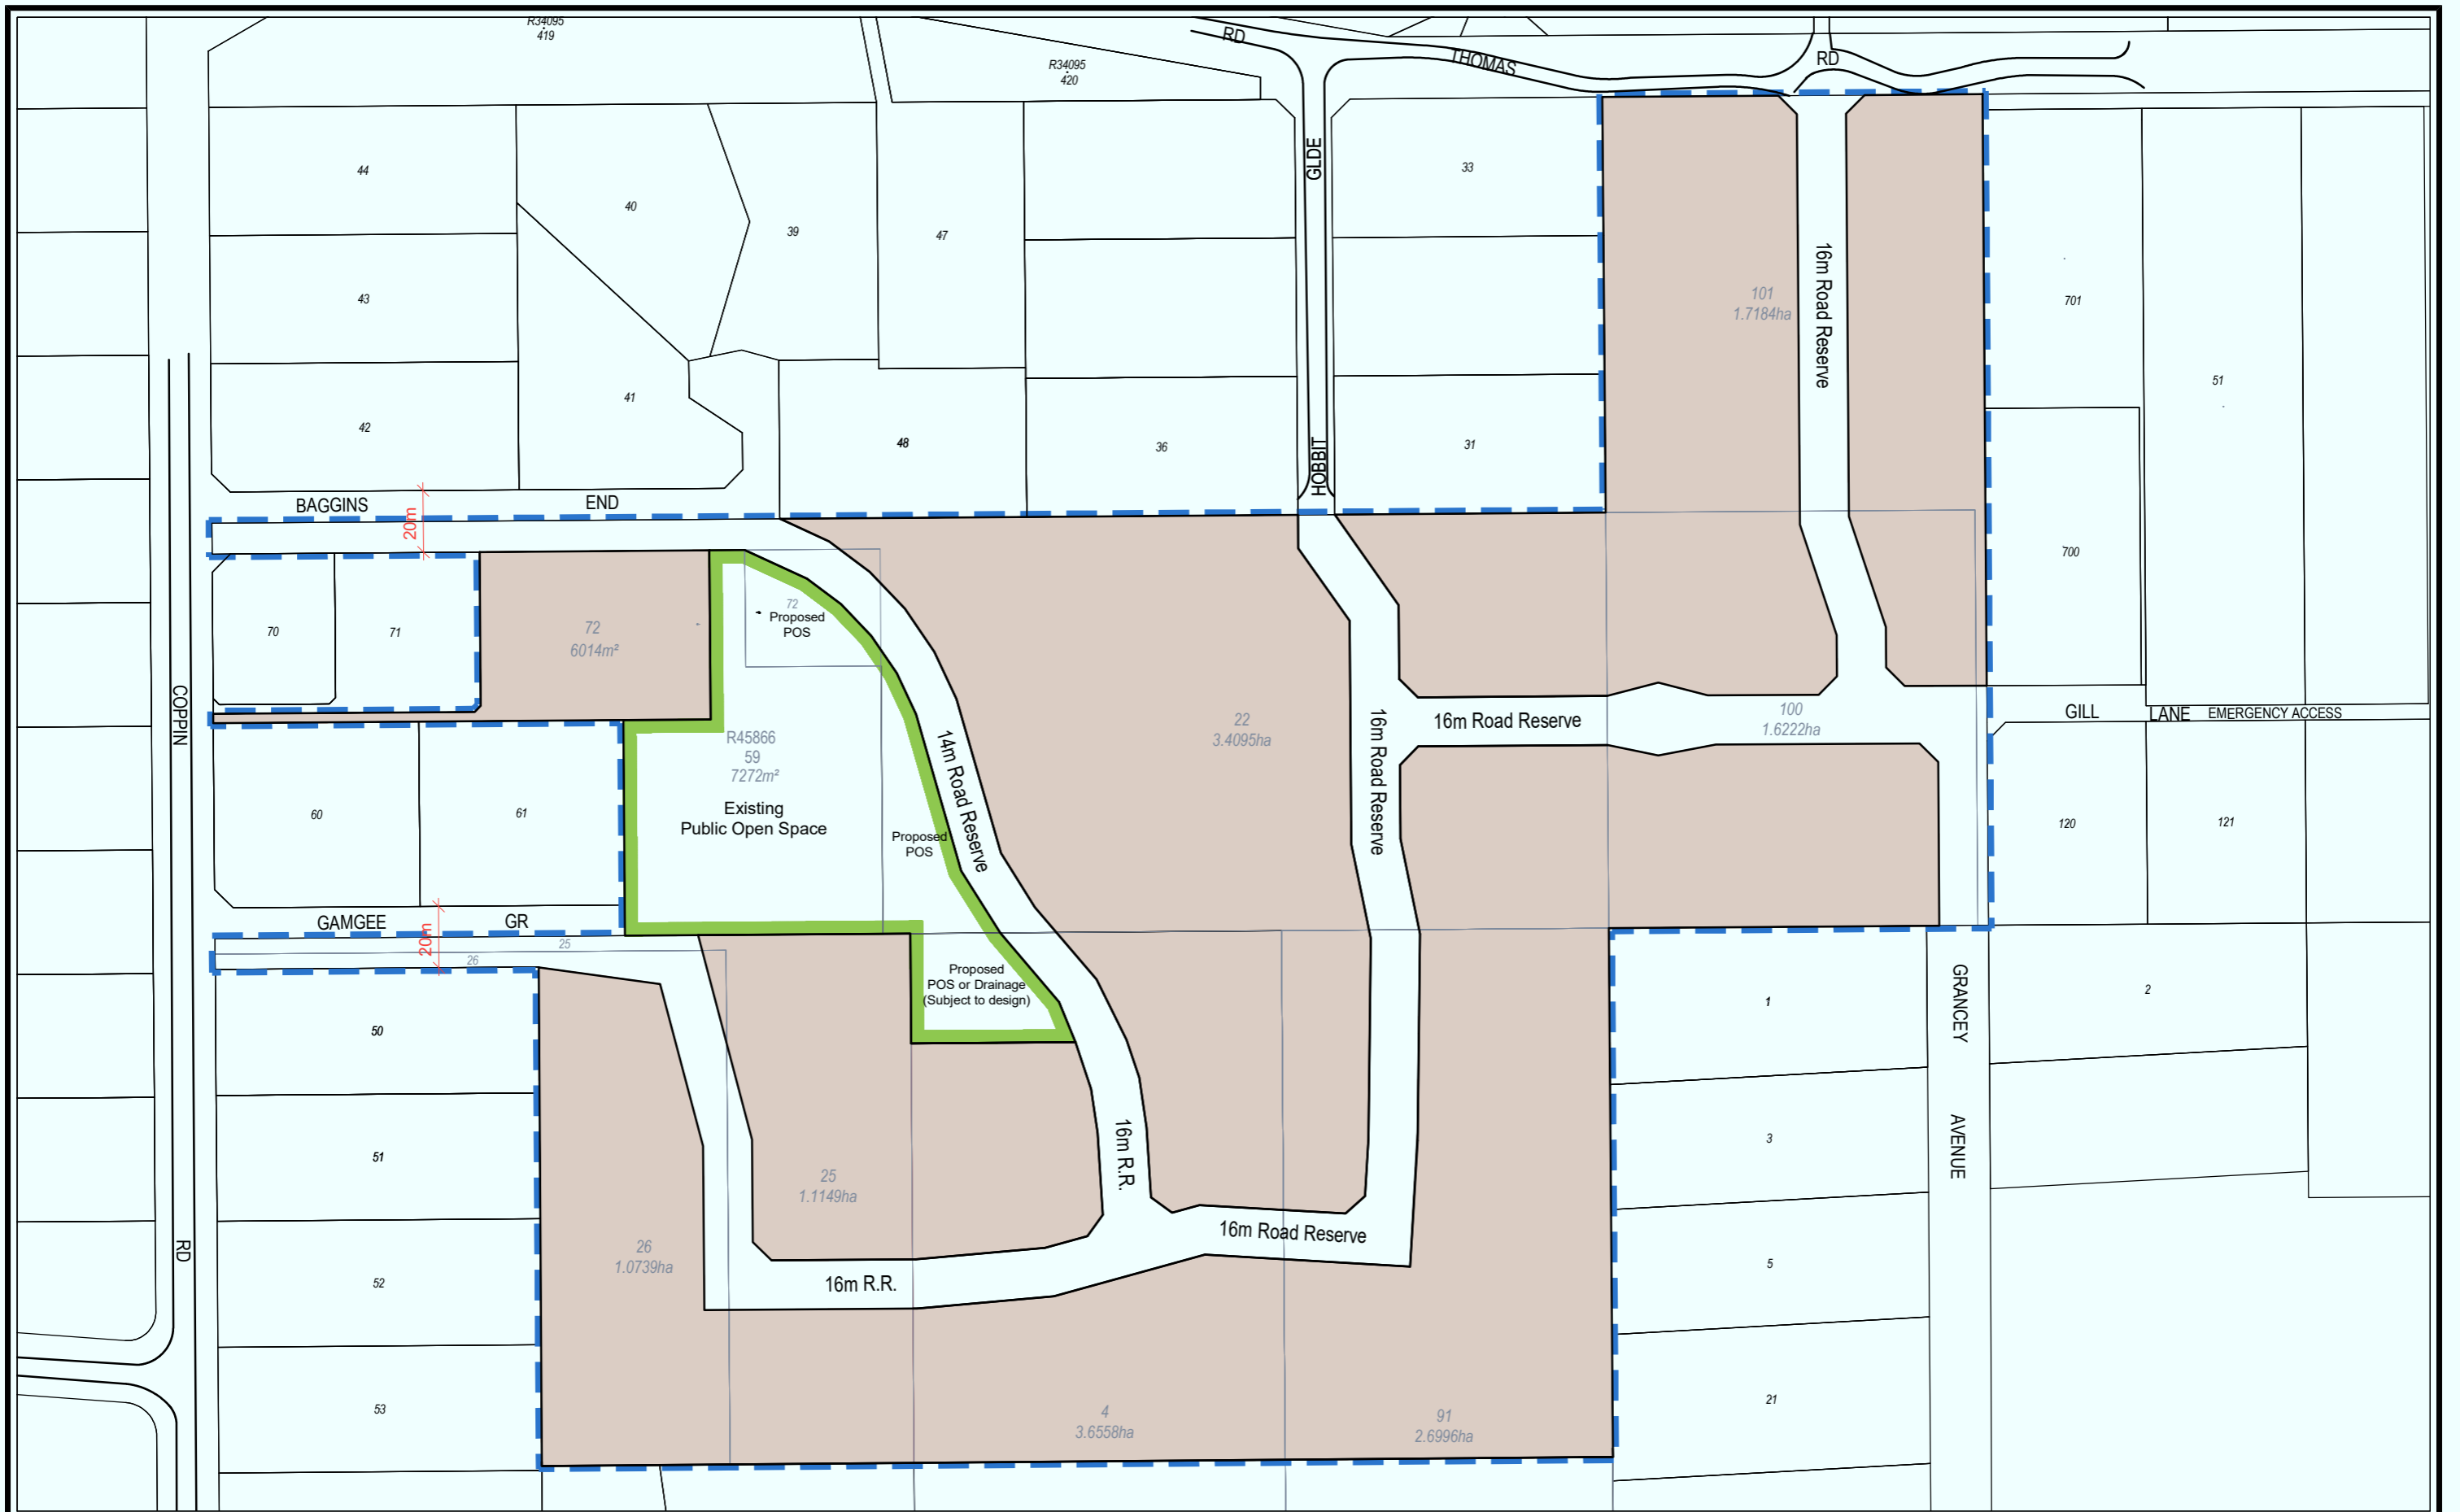 R34095
419
RD
THOMAS
RD
R34095
420
GLDE
HOBBIT
33
44
40
39
47
43
42
41
48
36
31
101
1.7184ha
16m Road Reserve
701
51
700
BAGGINS
END
20m
70
71
72
6014m²
72
Proposed
POS
R45866
59
7272m²
Existing
Public Open Space
Proposed
POS
14m Road Reserve
22
3.4095ha
16m Road Reserve
16m Road Reserve
100
1.6222ha
GILL
LANE
EMERGENCY ACCESS
COPPIN
RD
60
61
120
121
GAMGEE
GR
20m
25
26
Proposed
POS or Drainage
(Subject to design)
50
51
52
53
1
2
3
5
21
GRANCEY
AVENUE
16m R.R.
25
1.1149ha
26
1.0739ha
16m Road Reserve
16m R.R.
4
3.6558ha
91
2.6996ha